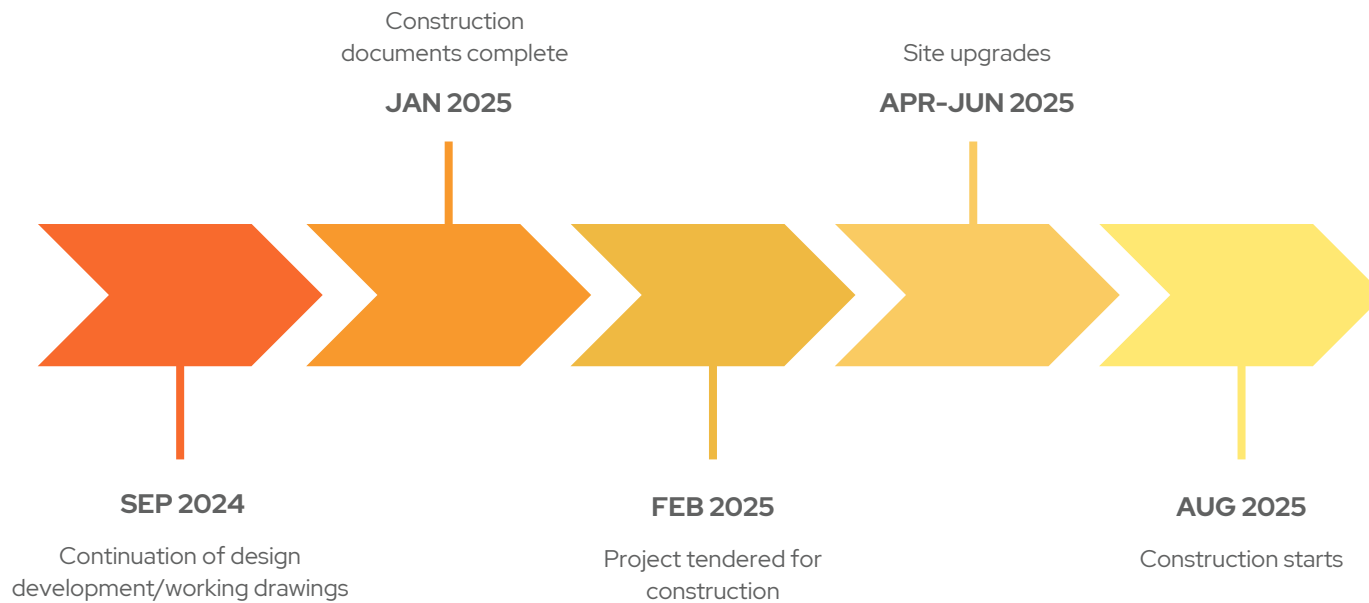 Construction
documents complete
JAN 2025
Site upgrades
APR-JUN 2025
SEP 2024
Continuation of design
development/working drawings
FEB 2025
Project tendered for
construction
AUG 2025
Construction starts